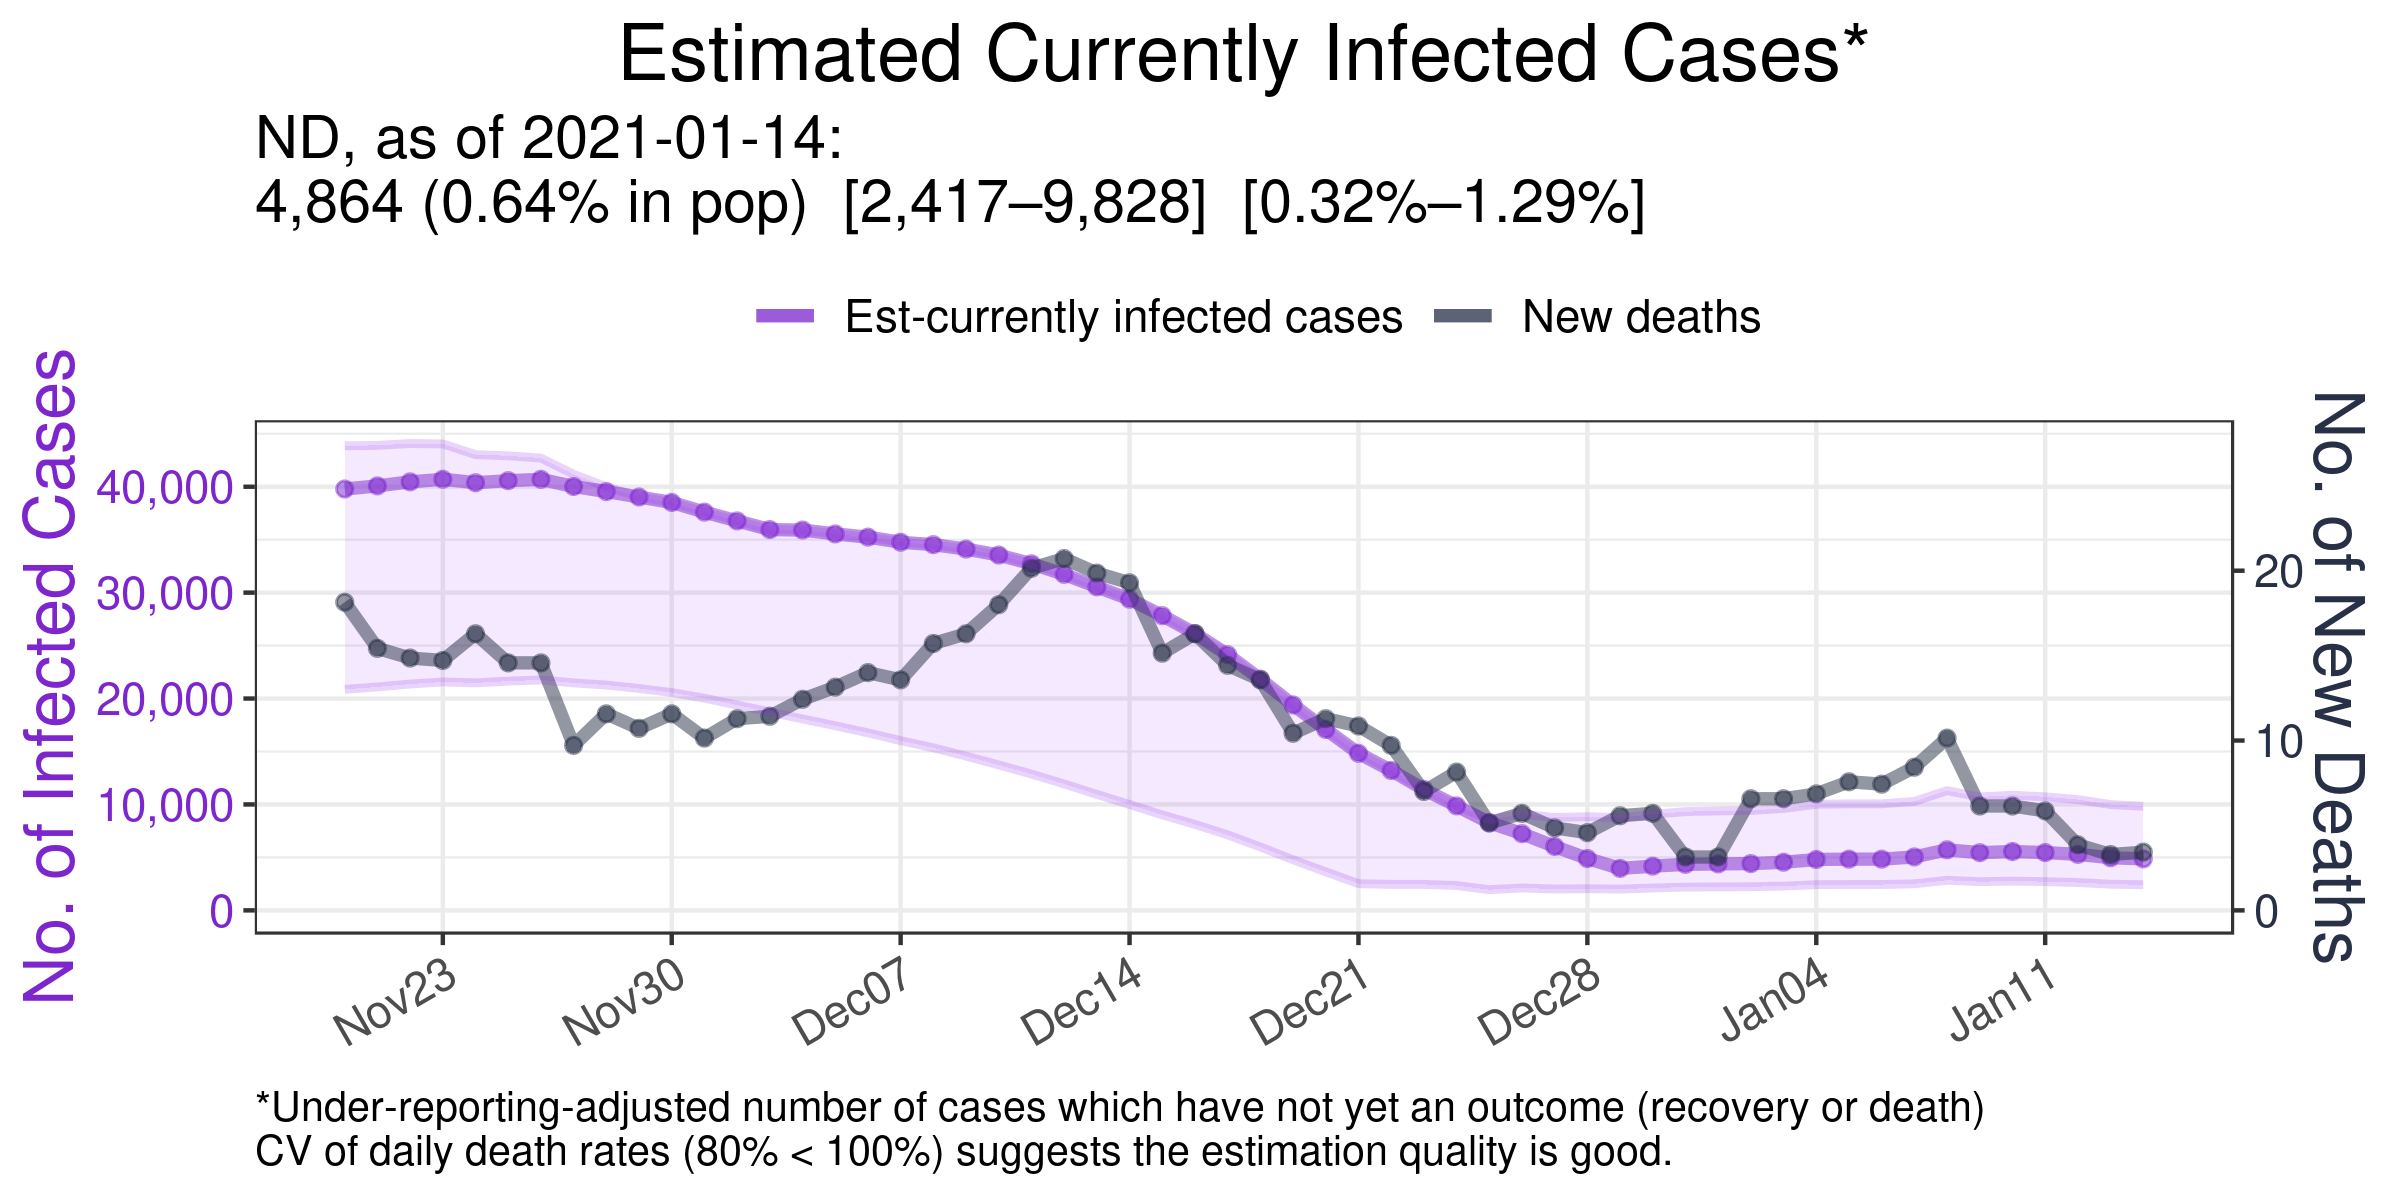 Estimated Currently Infected Cases*
ND, as of 2021-01-14:
4,864 (0.64% in pop)  [2,417–9,828]  [0.32%–1.29%]
Est-currently infected cases
New deaths
No. of Infected Cases
40,000
30,000
20,000
10,000
0
20
10
0
No. of New Deaths
Nov23
Nov30
Dec07
Dec14
Dec21
Dec28
Jan04
Jan11
*Under-reporting-adjusted number of cases which have not yet an outcome (recovery or death)
CV of daily death rates (80% < 100%) suggests the estimation quality is good.